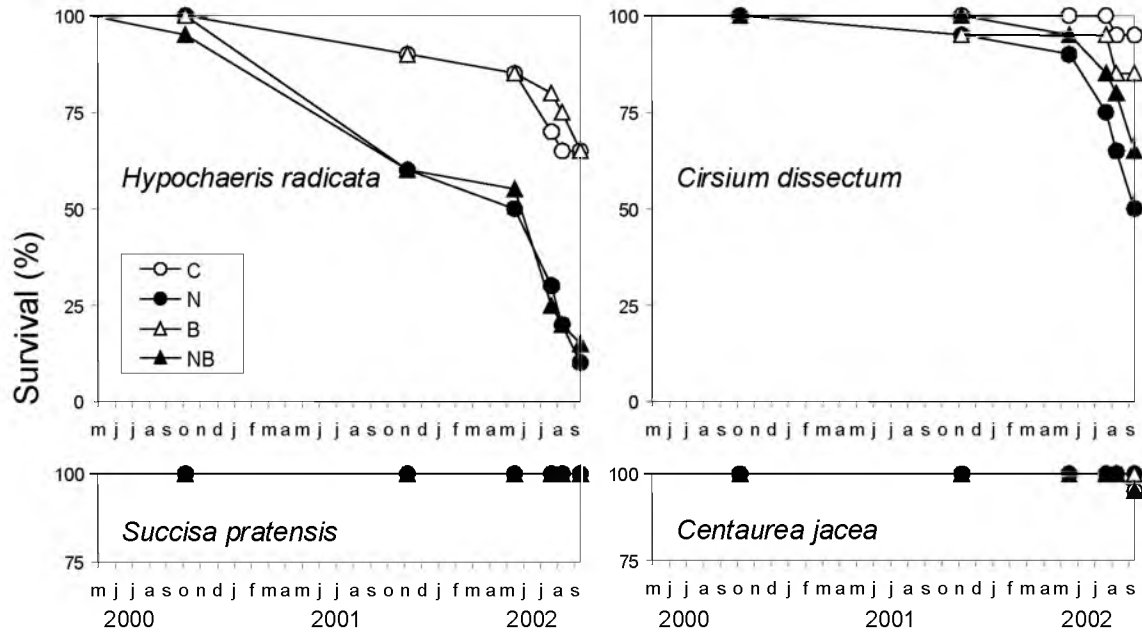 Survival (%)
100
75
50
25
0
Hypochaeris radicata
C
N
B
NB
m j j a s o n d j f m a m j j a s o n d j f m a m j j a s
100
75
50
25
0
Cirsium dissectum
m j j a s o n d j f m a m j j a s o n d j f m a m j j a s
100
75
Succisa pratensis
m j j a s o n d j f m a m j j a s o n d j f m a m j j a s
2000 2001 2002
100
75
Centaurea jacea
m j j a s o n d j f m a m j j a s o n d j f m a m j j a s
2000 2001 2002